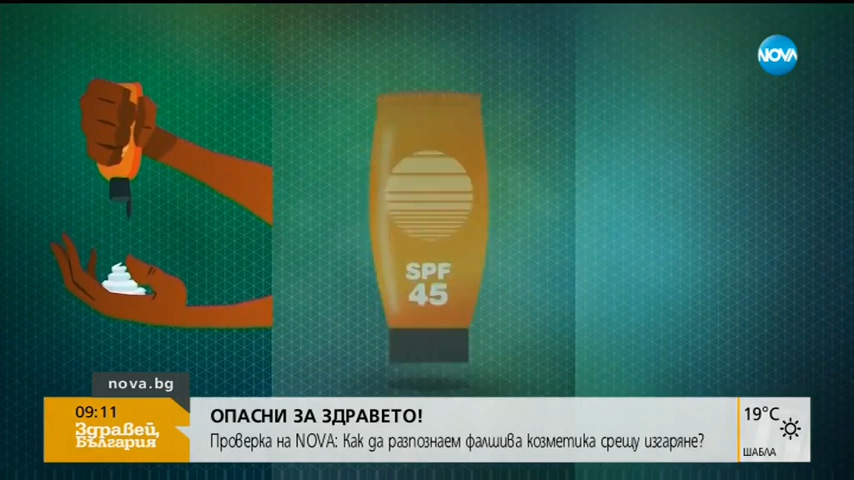 NOVA
SPF
45
nova.bg
09:11
Здравей,
България
ОПАСНИ ЗА ЗДРАВЕТО!
Проверка на NOVA: Как да разпознаем фалшива козметика срещу изгаряне?
19°C
ШАБЛА